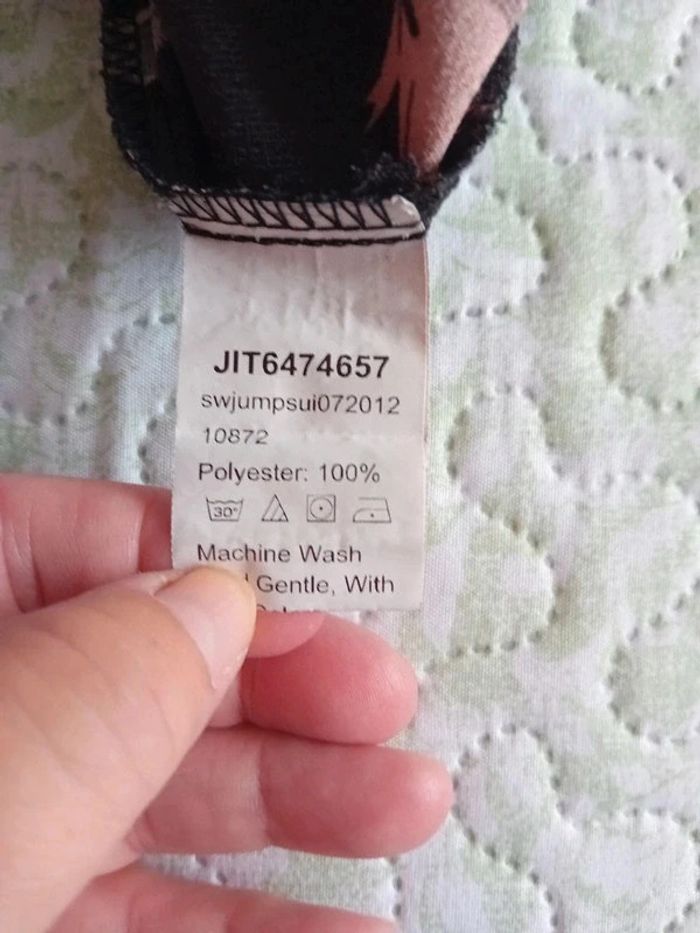 JIT6474657
swjumpsui072012
10872
Polyester: 100%
30°
Machine Wash
Gentle, With